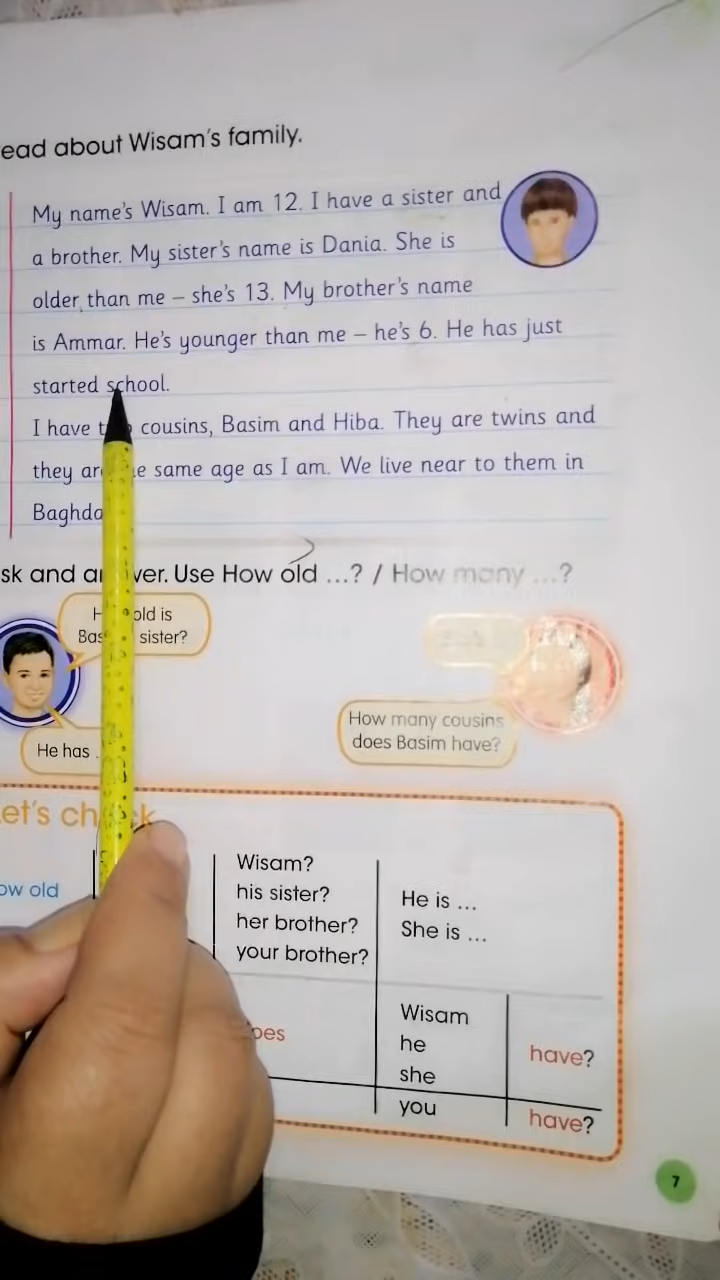 ead about Wisam's family.
My name's Wisam. I am 12. I have a sister and
a brother. My sister's name is Dania. She is
older than me – she's 13. My brother's name
is Ammar. He's younger than me – he's 6. He has just
started school.
I have cousins, Basim and Hiba. They are twins and
they same age as I am. We live near to them in
Baghda
sk and a wer. Use How old ...? / How many ...?
old is
Bas sister?
He has
How many cousins
does Basim have?
et's check
ow old
Wisam?
his sister?
her brother?
your brother?
He is ...
She is ...
oes
Wisam
he
she
you
have?
have?
7